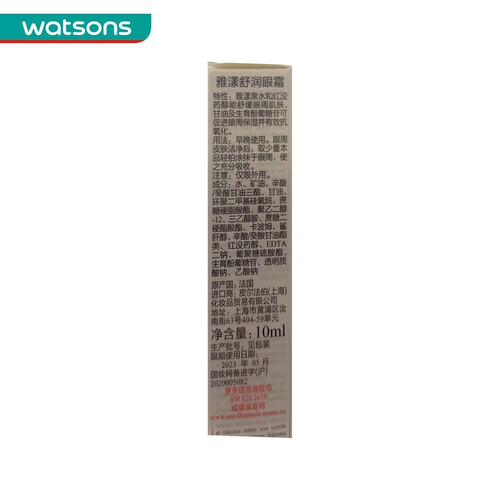 watsons
雅漾舒润眼霜
特性：雅漾泉水和红没
药醇能舒缓眼周肌肤，
甘油及生育酚葡糖苷可
促进眼周保湿并有效抗
氧化。
用法：早晚使用。眼周
皮肤洁净后，取少量本
品轻拍涂抹于眼周，使
之充分吸收。
注意：仅限外用。
成分：水、矿油、辛酸
/癸酸甘油三酯、甘油、
环聚二甲基硅氧烷、蔗
糖硬脂酸酯、聚乙二醇
-12、三乙醇胺、蔗糖二
硬脂酸酯、卡波姆、鲨
肝醇、辛酸/癸酸甘油酯
类、红没药醇、EDTA
二钠、葡聚糖硫酸酯、
生育酚葡糖苷、透明质
酸钠、乙酸钠
原产国：法国
进口商：皮尔法伯(上海)
化妆品贸易有限公司
地址：上海市黄浦区汝
南街63号404-59单元
净含量：10ml
生产批号：见包装
限期使用日期：
2023 年 05 月
国妆网备进字(沪)
2020005082
400 820 3659